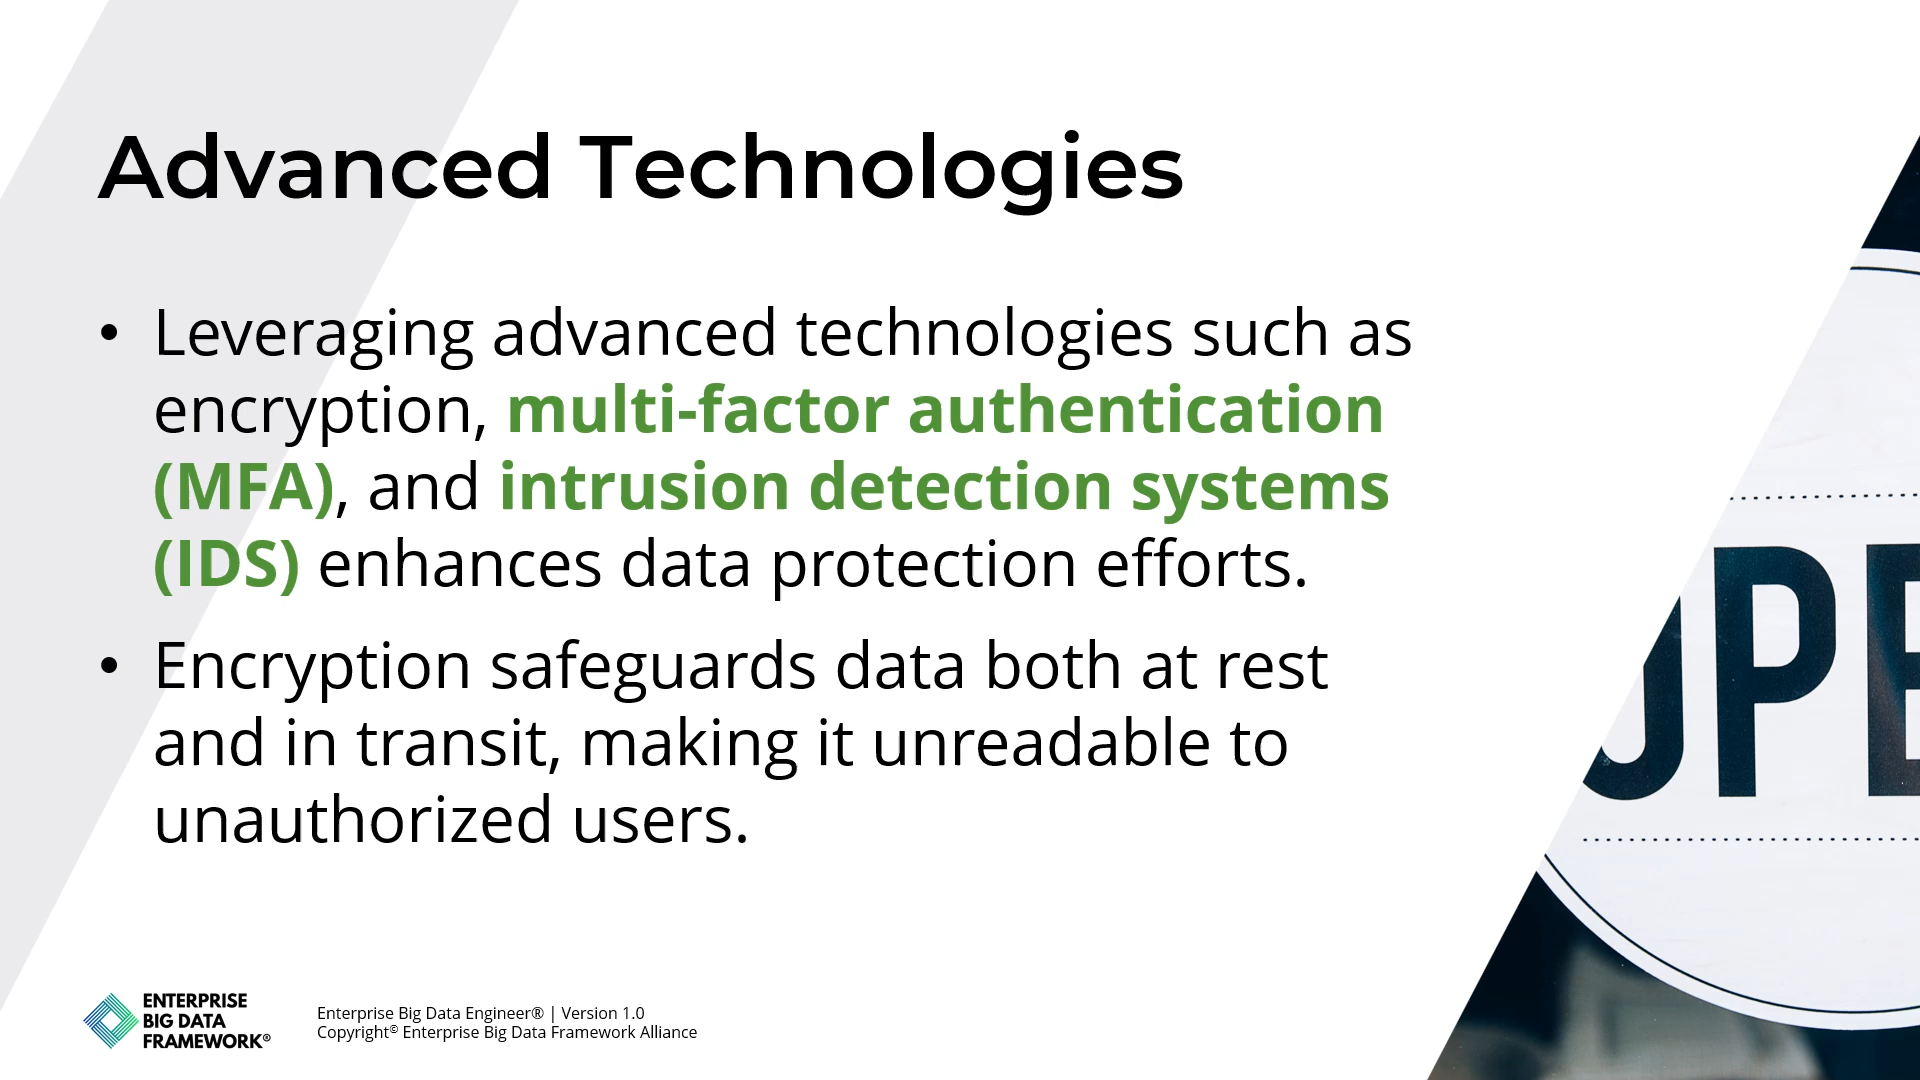 Advanced Technologies
• Leveraging advanced technologies such as
encryption, multi-factor authentication
(MFA), and intrusion detection systems
(IDS) enhances data protection efforts.
• Encryption safeguards data both at rest
and in transit, making it unreadable to
unauthorized users.
OPE
ENTERPRISE
BIG DATA
FRAMEWORK®
Enterprise Big Data Engineer® | Version 1.0
Copyright© Enterprise Big Data Framework Alliance